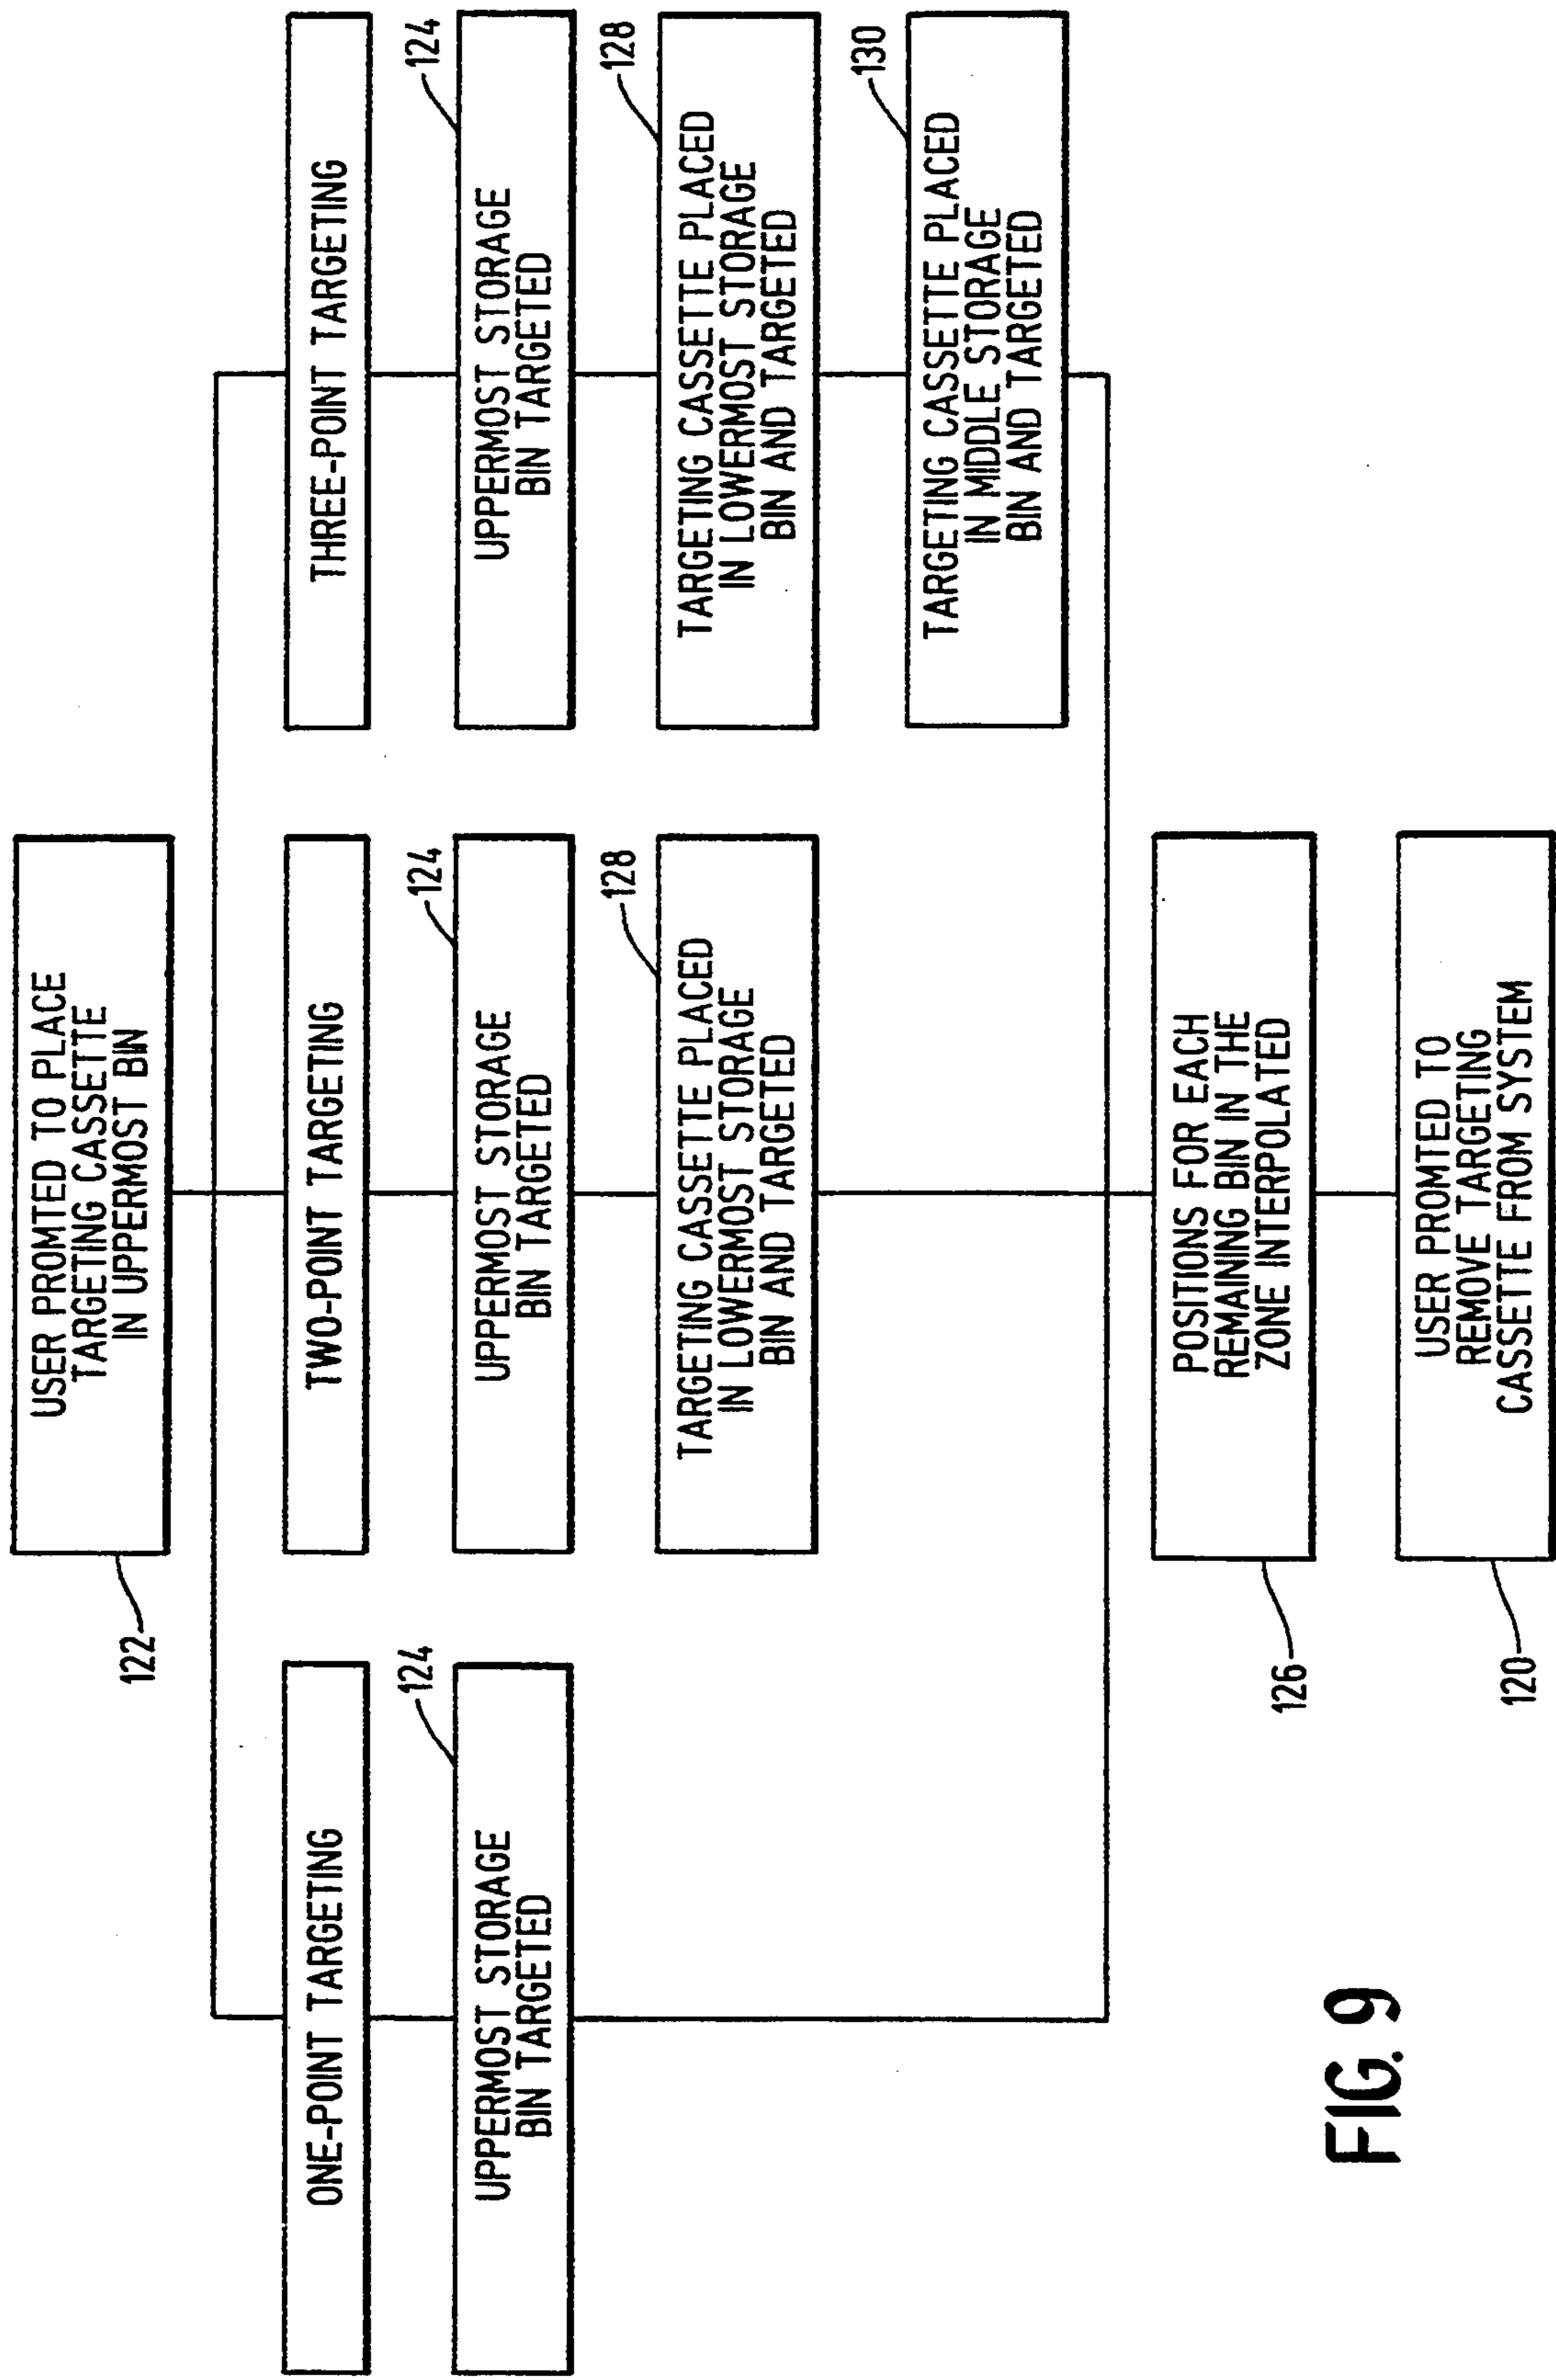 USER PROMTED TO PLACE
TARGETING CASSETTE
IN UPPERMOST BIN
122
ONE-POINT TARGETING
124
UPPERMOST STORAGE
BIN TARGETED
TWO-POINT TARGETING
124
UPPERMOST STORAGE
BIN TARGETED
128
TARGETING CASSETTE PLACED
IN LOWERMOST STORAGE
BIN AND TARGETED
THREE-POINT TARGETING
124
UPPERMOST STORAGE
BIN TARGETED
128
TARGETING CASSETTE PLACED
IN LOWERMOST STORAGE
BIN AND TARGETED
130
TARGETING CASSETTE PLACED
IN MIDDLE STORAGE
BIN AND TARGETED
POSITIONS FOR EACH
REMAINING BIN IN THE
ZONE INTERPOLATED
126
USER PROMTED TO
REMOVE TARGETING
CASSETTE FROM SYSTEM
120
FIG. 9